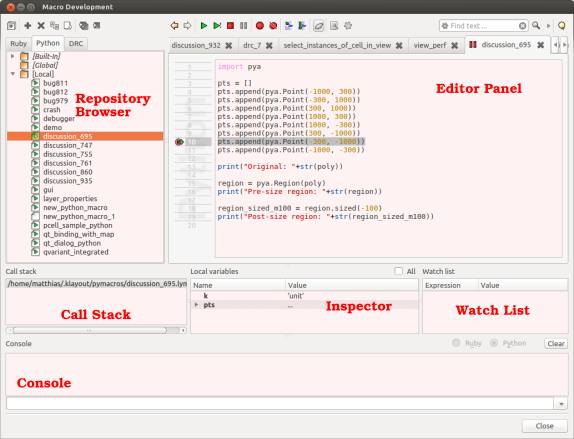 Macro Development
Find text ...
Ruby Python DRC
discussion_932 drc_7 select_instances_of_cell_in_view view_perf discussion_695
[Built-In]
[Global]
[Local]
bug811
bug812
bug979
crash
debugger
demo
discussion_695
discussion_747
discussion_755
discussion_761
discussion_860
discussion_935
gui
layer_properties
new_python_macro
new_python_macro_1
pcell_sample_python
qt_binding_with_map
qt_dialog_python
qvariant_integrated
Repository
Browser
Editor Panel
1 import pya
2
3 pts = []
4 pts.append(pya.Point(-1000, 300))
5 pts.append(pya.Point(-300, 1000))
6 pts.append(pya.Point(300, 1000))
7 pts.append(pya.Point(1000, 300))
8 pts.append(pya.Point(1000, -300))
9 pts.append(pya.Point(300, -1000))
10 pts.append(pya.Point(-300, -1000))
11 pts.append(pya.Point(-1000, -300))
12
13 print("Original: "+str(poly))
14
15 region = pya.Region(poly)
16 print("Pre-size region: "+str(region))
17
18 region_sized_m100 = region.sized(-100)
19 print("Post-size region: "+str(region_sized_m100))
20
Call stack
/home/matthias/.klayout/pymacros/discussion_695.lym
Call Stack
Local variables All
Name Value
k 'unit'
pts ...
Inspector
Watch list
Expression Value
Watch List
Console Ruby Python Clear
Console
Close